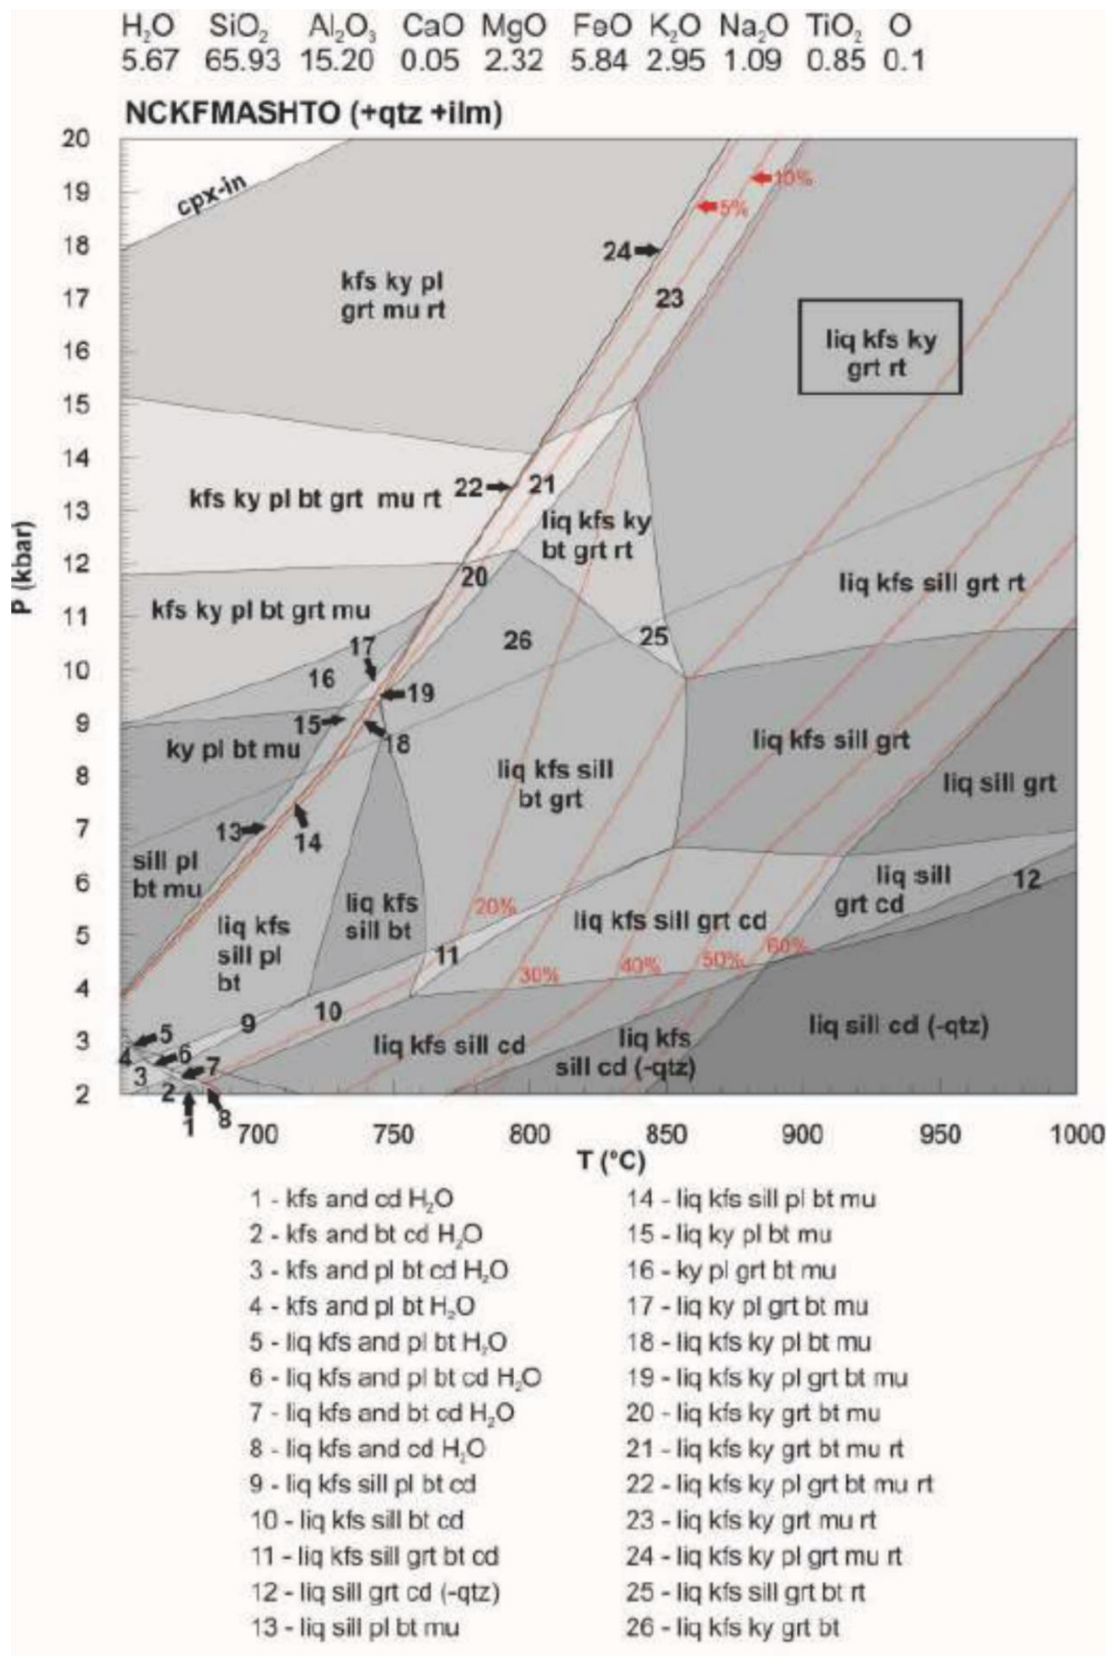 H₂O SiO₂ Al₂O₃ CaO MgO FeO K₂O Na₂O TiO₂ O
5.67 65.93 15.20 0.05 2.32 5.84 2.95 1.09 0.85 0.1
NCKFMASHTO (+qtz +ilm)
20
19
18
17
16
15
14
13
12
11
10
9
8
7
6
5
4
3
2
P (kbar)
cpx-in
kfs ky pl
grt mu rt
24
5%
10%
23
liq kfs ky
grt rt
kfs ky pl bt grt mu rt
22
21
liq kfs ky
bt grt rt
20
liq kfs sill grt rt
kfs ky pl bt grt mu
17
26
25
16
19
15
18
ky pl bt mu
liq kfs sill
bt grt
liq kfs sill grt
liq sill grt
13
14
sill pl
bt mu
liq kfs
sill pl
bt
liq kfs
sill bt
20%
liq kfs sill grt cd
liq sill
grt cd
12
11
30%
40%
50%
60%
10
9
liq kfs sill cd
liq kfs
sill cd (-qtz)
liq sill cd (-qtz)
5
4
6
3
7
2
1
8
700 750 800 850 900 950 1000
T (°C)
1 - kfs and cd H₂O
2 - kfs and bt cd H₂O
3 - kfs and pl bt cd H₂O
4 - kfs and pl bt H₂O
5 - liq kfs and pl bt H₂O
6 - liq kfs and pl bt cd H₂O
7 - liq kfs and bt cd H₂O
8 - liq kfs and cd H₂O
9 - liq kfs sill pl bt cd
10 - liq kfs sill bt cd
11 - liq kfs sill grt bt cd
12 - liq sill grt cd (-qtz)
13 - liq sill pl bt mu
14 - liq kfs sill pl bt mu
15 - liq ky pl bt mu
16 - ky pl grt bt mu
17 - liq ky pl grt bt mu
18 - liq kfs ky pl bt mu
19 - liq kfs ky pl grt bt mu
20 - liq kfs ky grt bt mu
21 - liq kfs ky grt bt mu rt
22 - liq kfs ky pl grt bt mu rt
23 - liq kfs ky grt mu rt
24 - liq kfs ky pl grt mu rt
25 - liq kfs sill grt bt rt
26 - liq kfs ky grt bt